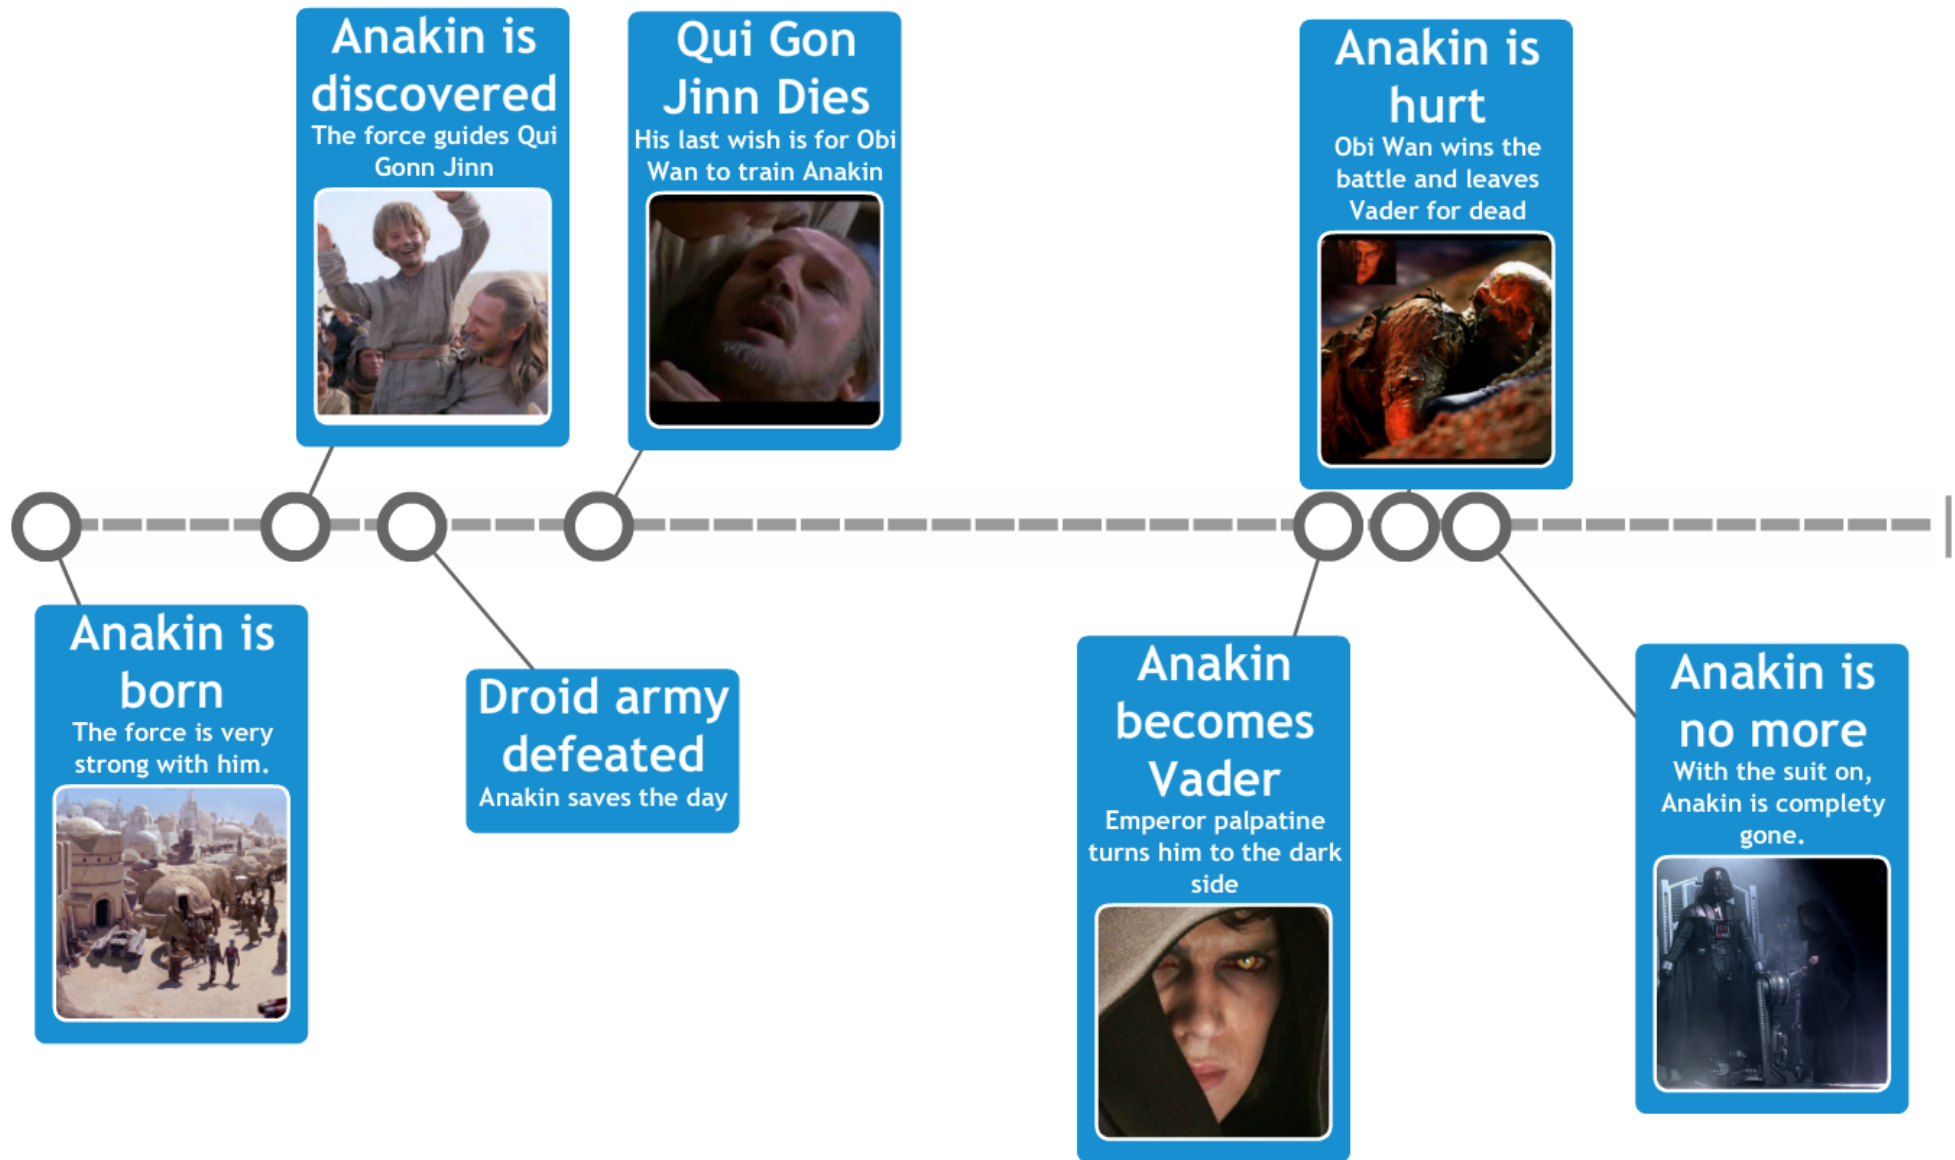 Anakin is
discovered
The force guides Qui
Gonn Jinn
Qui Gon
Jinn Dies
His last wish is for Obi
Wan to train Anakin
Anakin is
hurt
Obi Wan wins the
battle and leaves
Vader for dead
Anakin is
born
The force is very
strong with him.
Droid army
defeated
Anakin saves the day
Anakin
becomes
Vader
Emperor palpatine
turns him to the dark
side
Anakin is
no more
With the suit on,
Anakin is complety
gone.